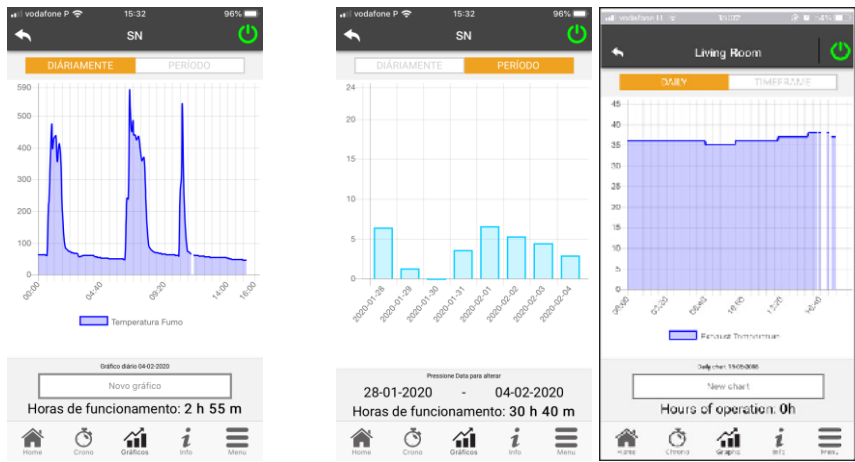 vodafone P 15:32 96%
SN
DIÁRIAMENTE PERÍODO
590
500
400
300
200
100
0
00:00 04:40 09:20 14:00 16:00
Temperatura Fumo
Gráfico diário 04-02-2020
Novo gráfico
Horas de funcionamento: 2 h 55 m
Home Crono Gráficos Info Menu
vodafone P 15:32 96%
SN
DIÁRIAMENTE PERÍODO
24
20
15
10
5
0
2020-01-28 2020-01-29 2020-01-30 2020-01-31 2020-02-01 2020-02-02 2020-02-03 2020-02-04
Pressione Data para alterar
28-01-2020 - 04-02-2020
Horas de funcionamento: 30 h 40 m
Home Crono Gráficos Info Menu
Living Room
DAILY TIMEFRAME
45
40
35
30
25
20
15
10
5
0
Exhaust Temperature
Daily chart
New chart
Hours of operation: 0h
Home Chrono Graphs Info Menu